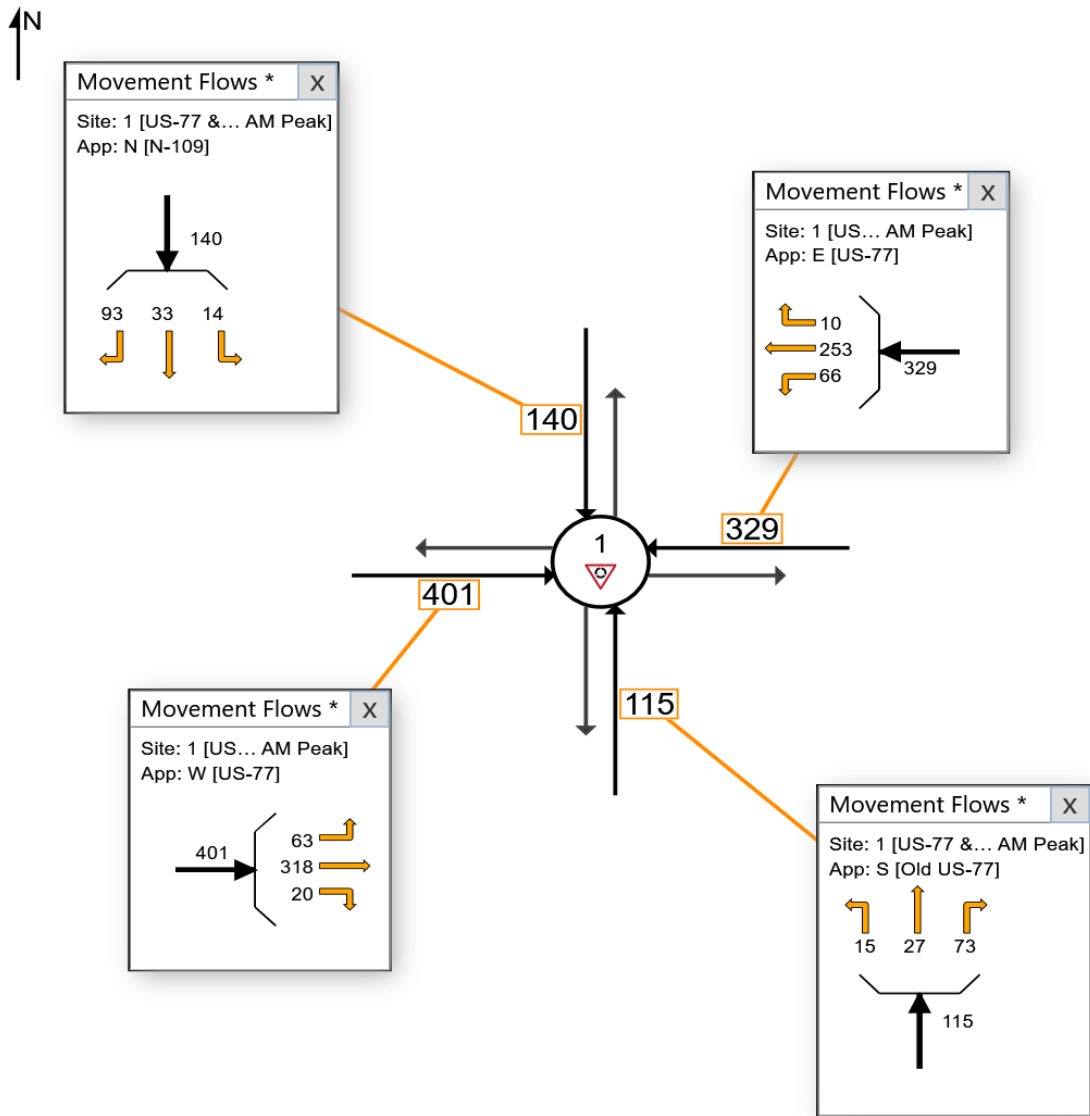 N
Movement Flows * X
Site: 1 [US-77 &... AM Peak]
App: N [N-109]
140
93 33 14
Movement Flows * X
Site: 1 [US... AM Peak]
App: E [US-77]
10
253
66
329
140
329
1
401
115
Movement Flows * X
Site: 1 [US... AM Peak]
App: W [US-77]
401
63
318
20
Movement Flows * X
Site: 1 [US-77 &... AM Peak]
App: S [Old US-77]
15 27 73
115